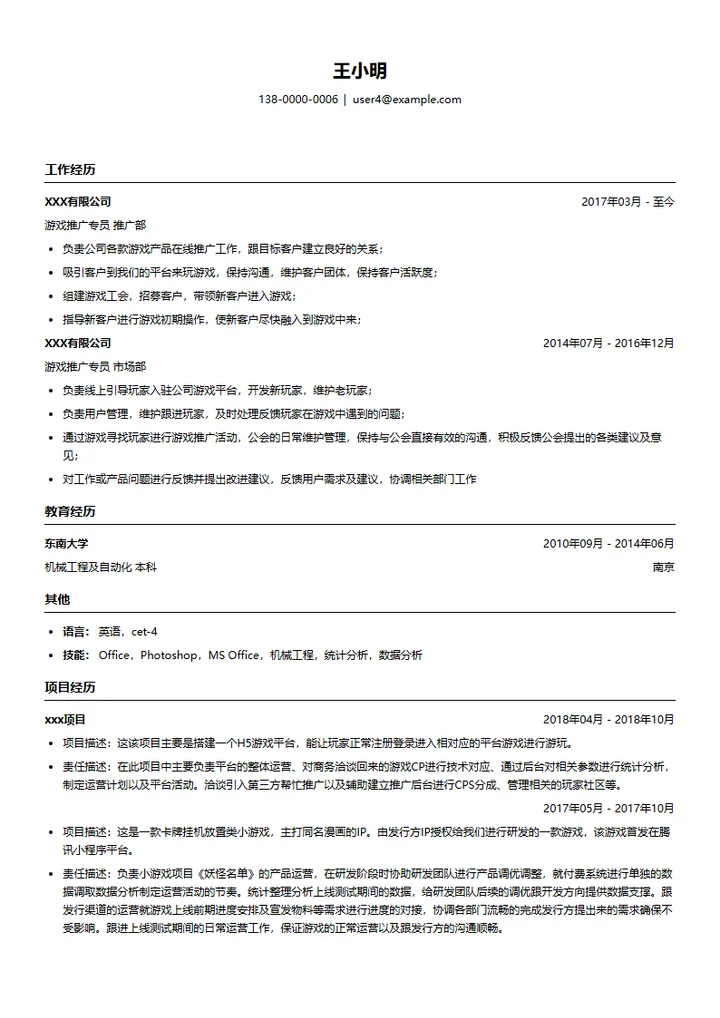 王小明
138-0000-0006 | user4@example.com
工作经历
XXX有限公司 2017年03月 - 至今
游戏推广专员 推广部
• 负责公司各款游戏产品在线推广工作，跟目标客户建立良好的关系；
• 吸引客户到我们的平台来玩游戏，保持沟通，维护客户团体，保持客户活跃度；
• 组建游戏工会，招募客户，带领新客户进入游戏；
• 指导新客户进行游戏初期操作，使新客户尽快融入到游戏中来；
XXX有限公司 2014年07月 - 2016年12月
游戏推广专员 市场部
• 负责线上引导玩家入驻公司游戏平台，开发新玩家，维护老玩家；
• 负责用户管理，维护跟进玩家，及时处理反馈玩家在游戏中遇到的问题；
• 通过游戏寻找玩家进行游戏推广活动，公会的日常维护管理，保持与公会直接有效的沟通，积极反馈公会提出的各类建议及意
见；
• 对工作或产品问题进行反馈并提出改进建议，反馈用户需求及建议，协调相关部门工作
教育经历
东南大学 2010年09月 - 2014年06月
机械工程及自动化 本科 南京
其他
• 语言： 英语，cet-4
• 技能： Office，Photoshop，MS Office，机械工程，统计分析，数据分析
项目经历
xxx项目 2018年04月 - 2018年10月
• 项目描述：这该项目主要是搭建一个H5游戏平台，能让玩家正常注册登录进入相对应的平台游戏进行游玩。
• 责任描述：在此项目中主要负责平台的整体运营、对商务洽谈回来的游戏CP进行技术对应、通过后台对相关参数进行统计分析，
制定运营计划以及平台活动。洽谈引入第三方帮忙推广以及辅助建立推广后台进行CPS分成、管理相关的玩家社区等。
2017年05月 - 2017年10月
• 项目描述：这是一款卡牌挂机放置类小游戏，主打同名漫画的IP。由发行方IP授权给我们进行研发的一款游戏，该游戏首发在腾
讯小程序平台。
• 责任描述：负责小游戏项目《妖怪名单》的产品运营，在研发阶段时协助研发团队进行产品调优调整，就付费系统进行单独的数
据调取数据分析制定运营活动的节奏。统计整理分析上线测试期间的数据，给研发团队后续的调优跟开发方向提供数据支撑。跟
发行渠道的运营就游戏上线前期进度安排及宣发物料等需求进行进度的对接，协调各部门流畅的完成发行方提出来的需求确保不
受影响。跟进上线测试期间的日常运营工作，保证游戏的正常运营以及跟发行方的沟通顺畅。